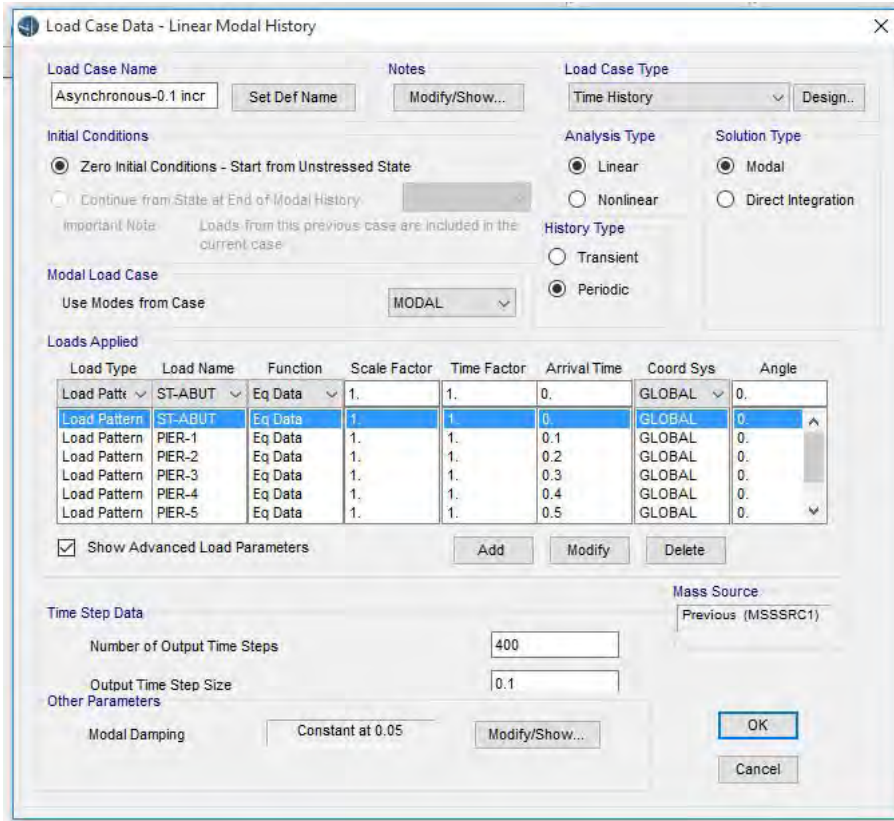 Load Case Data - Linear Modal History
Load Case Name
Notes
Load Case Type
Asynchronous-0.1 incr
Set Def Name
Modify/Show...
Time History
Design..
Initial Conditions
Analysis Type
Solution Type
Zero Initial Conditions - Start from Unstressed State
Linear
Modal
Continue from State at End of Modal History
Nonlinear
Direct Integration
Important Note: Loads from this previous case are included in the
current case
History Type
Transient
Periodic
Modal Load Case
Use Modes from Case
MODAL
Loads Applied
Load Type Load Name Function Scale Factor Time Factor Arrival Time Coord Sys Angle
Load Patte ST-ABUT Eq Data 1. 1. 0. GLOBAL 0.
Load Pattern ST-ABUT Eq Data 1. 1. 0. GLOBAL 0.
Load Pattern PIER-1 Eq Data 1. 1. 0.1 GLOBAL 0.
Load Pattern PIER-2 Eq Data 1. 1. 0.2 GLOBAL 0.
Load Pattern PIER-3 Eq Data 1. 1. 0.3 GLOBAL 0.
Load Pattern PIER-4 Eq Data 1. 1. 0.4 GLOBAL 0.
Load Pattern PIER-5 Eq Data 1. 1. 0.5 GLOBAL 0.
Show Advanced Load Parameters
Add
Modify
Delete
Time Step Data
Mass Source
Previous (MSSSRC1)
Number of Output Time Steps
400
Output Time Step Size
0.1
Other Parameters
Modal Damping
Constant at 0.05
Modify/Show...
OK
Cancel